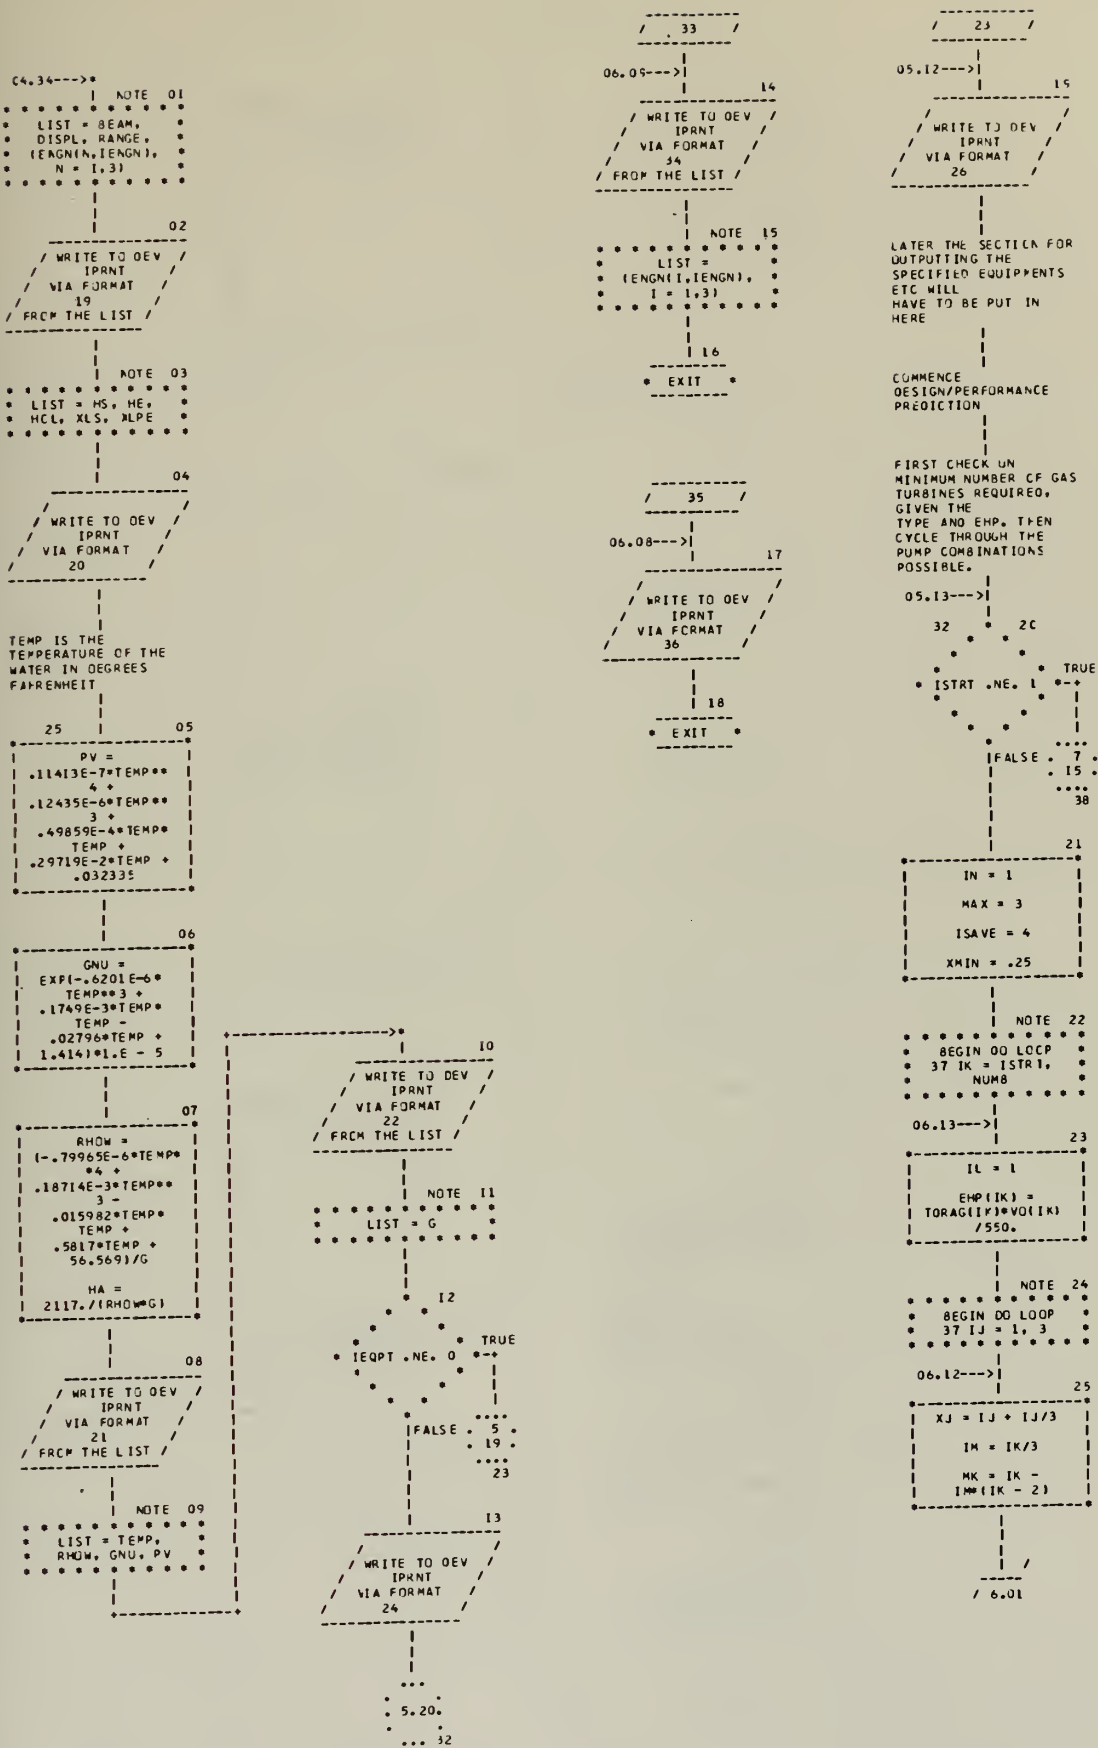 C4.34--->*
NOTE 01
LIST = BEAM,
DISPL, RANGE,
(ENGN(N,IENGN),
N = 1,3)
02
WRITE TO DEV
IPRNT
VIA FORMAT
19
FROM THE LIST
NOTE 03
LIST = HS, HE,
HCL, XLS, XLPE
04
WRITE TO DEV
IPRNT
VIA FORMAT
20
TEMP IS THE
TEMPERATURE OF THE
WATER IN DEGREES
FAHRENHEIT
25 05
PV =
.11413E-7*TEMP**
4 +
.12435E-6*TEMP**
3 +
.49859E-4*TEMP*
TEMP +
.29719E-2*TEMP +
.032335
06
GNU =
EXP(-.6201E-6*
TEMP**3 +
.1749E-3*TEMP*
TEMP -
.02796*TEMP +
1.414)*1.E - 5
07
RHOW =
(-.79965E-6*TEMP*
*4 +
.18714E-3*TEMP**
3 -
.015982*TEMP*
TEMP +
.5817*TEMP +
56.569)/G
HA =
2117./(RHOW*G)
08
WRITE TO DEV
IPRNT
VIA FORMAT
21
FROM THE LIST
NOTE 09
LIST = TEMP,
RHOW, GNU, PV
10
WRITE TO DEV
IPRNT
VIA FORMAT
22
FROM THE LIST
NOTE 11
LIST = G
12
IEQPT .NE. 0
TRUE
FALSE
5
19
23
13
WRITE TO DEV
IPRNT
VIA FORMAT
24
5.20.
32
33
06.05--->
14
WRITE TO DEV
IPRNT
VIA FORMAT
34
FROM THE LIST
NOTE 15
LIST =
(ENGN(I,IENGN),
I = 1,3)
16
EXIT
35
06.08--->
17
WRITE TO DEV
IPRNT
VIA FORMAT
36
18
EXIT
23
05.12--->
19
WRITE TO DEV
IPRNT
VIA FORMAT
26
LATER THE SECTION FOR
OUTPUTTING THE
SPECIFIED EQUIPMENTS
ETC WILL
HAVE TO BE PUT IN
HERE
COMMENCE
DESIGN/PERFORMANCE
PREDICTION
FIRST CHECK ON
MINIMUM NUMBER OF GAS
TURBINES REQUIRED,
GIVEN THE
TYPE AND EHP. THEN
CYCLE THROUGH THE
PUMP COMBINATIONS
POSSIBLE.
05.13--->
32 20
ISTRT .NE. 1
TRUE
FALSE
7
15
38
21
IN = 1
MAX = 3
ISAVE = 4
XMIN = .25
NOTE 22
BEGIN DO LOOP
37 IK = ISTRT,
NUMB
06.13--->
23
IL = 1
EHP(IK) =
TDRAG(IK)*VO(IK)
/550.
NOTE 24
BEGIN DO LOOP
37 IJ = 1, 3
06.12--->
25
XJ = IJ + IJ/3
IM = IK/3
MK = IK -
IM*(IK - 2)
/ 6.01